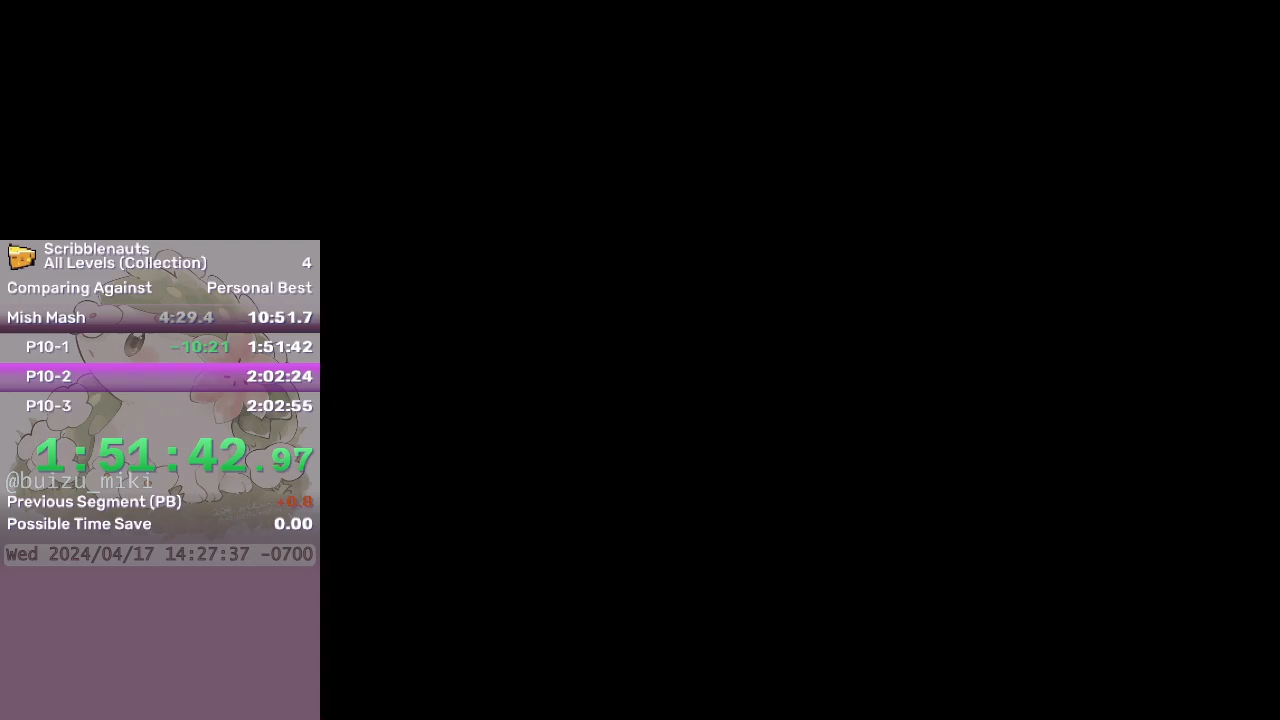 Scribblenauts
All Levels (Collection) 4
Comparing Against Personal Best
Mish Mash 4:29.4 10:51.7
P10-1 −10:21 1:51:42
P10-2 2:02:24
P10-3 2:02:55
1:51:42.97
@buizu_miki
Previous Segment (PB) +0.8
Possible Time Save 0.00
Wed 2024/04/17 14:27:37 -0700